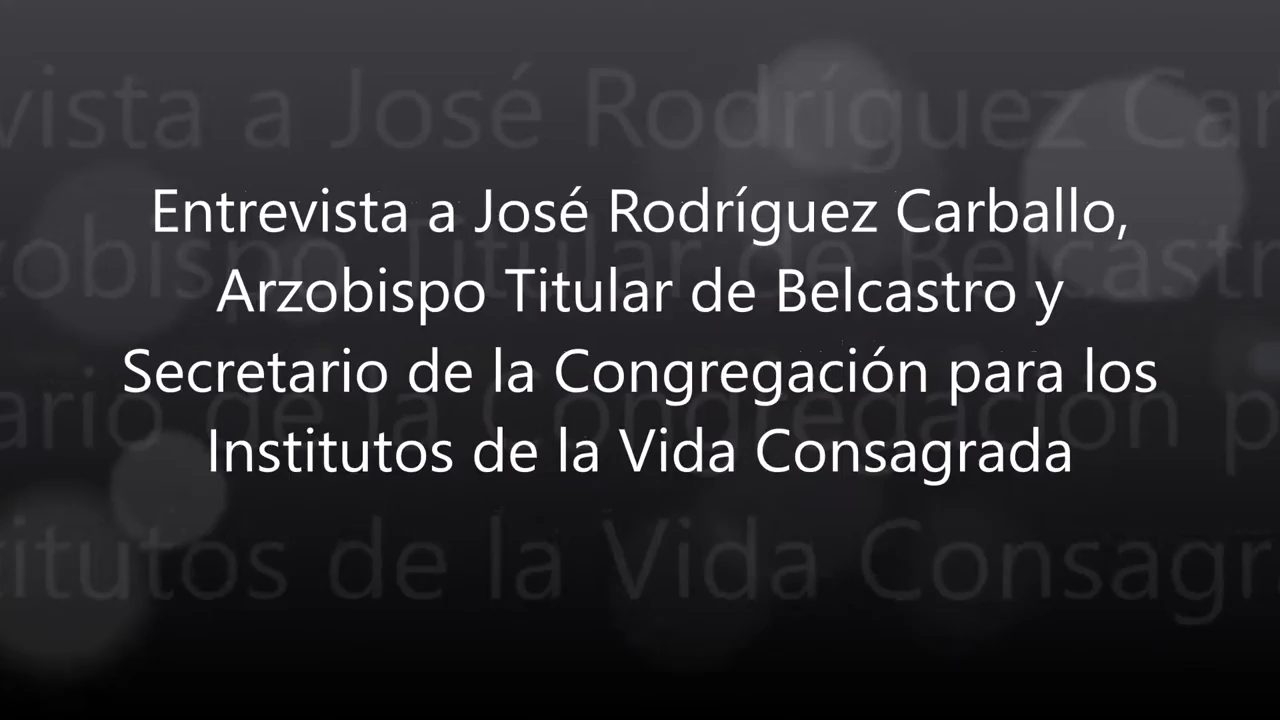 Entrevista a José Rodríguez Carballo,
Arzobispo Titular de Belcastro y
Secretario de la Congregación para los
Institutos de la Vida Consagrada